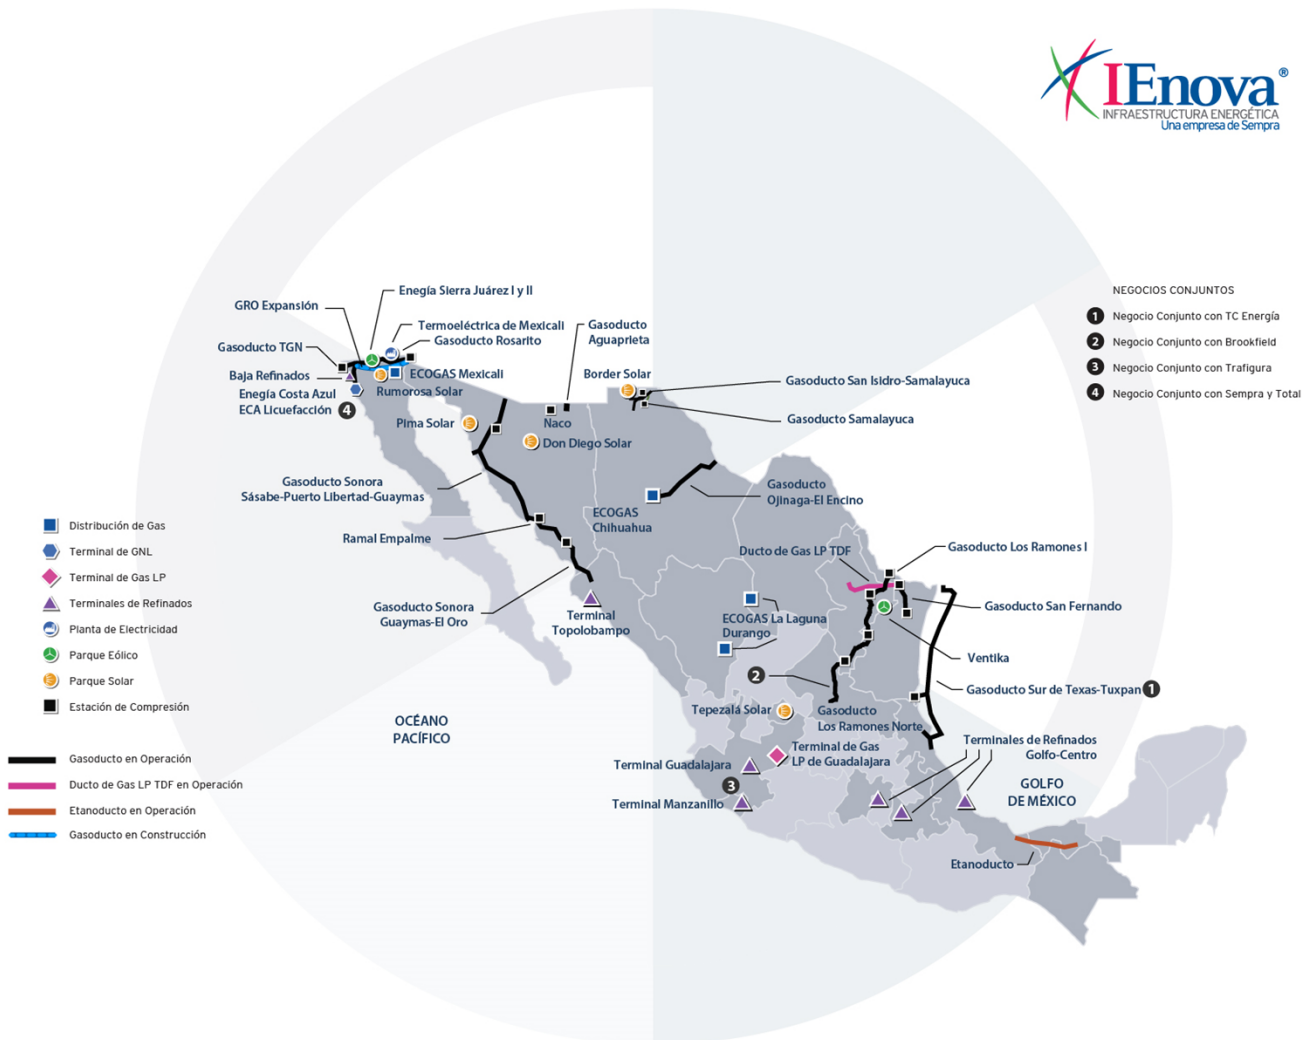 IEnova®
INFRAESTRUCTURA ENERGÉTICA
Una empresa de Sempra
NEGOCIOS CONJUNTOS
1 Negocio Conjunto con TC Energía
2 Negocio Conjunto con Brookfield
3 Negocio Conjunto con Trafigura
4 Negocio Conjunto con Sempra y Total
Enegía Sierra Juárez I y II
GRO Expansión
Termoeléctrica de Mexicali
Gasoducto Rosarito
Gasoducto
Aguaprieta
Gasoducto TGN
Baja Refinados
ECOGAS Mexicali
Border Solar
Gasoducto San Isidro-Samalayuca
Enegía Costa Azul
ECA Licuefacción 4
Rumorosa Solar
Pima Solar
Naco
Gasoducto Samalayuca
Don Diego Solar
Gasoducto Sonora
Sásabe-Puerto Libertad-Guaymas
Gasoducto
Ojinaga-El Encino
ECOGAS
Chihuahua
Ramal Empalme
Ducto de Gas LP TDF
Gasoducto Los Ramones I
Gasoducto Sonora
Guaymas-El Oro
Terminal
Topolobampo
ECOGAS La Laguna
Durango
Gasoducto San Fernando
Ventika
2
Gasoducto Sur de Texas-Tuxpan 1
Tepezalá Solar
Gasoducto
Los Ramones Norte
Terminal de Gas
LP de Guadalajara
Terminales de Refinados
Golfo-Centro
Terminal Guadalajara
3
Terminal Manzanillo
GOLFO
DE MÉXICO
Etanoducto
OCÉANO
PACÍFICO
Distribución de Gas
Terminal de GNL
Terminal de Gas LP
Terminales de Refinados
Planta de Electricidad
Parque Eólico
Parque Solar
Estación de Compresión
Gasoducto en Operación
Ducto de Gas LP TDF en Operación
Etanoducto en Operación
Gasoducto en Construcción